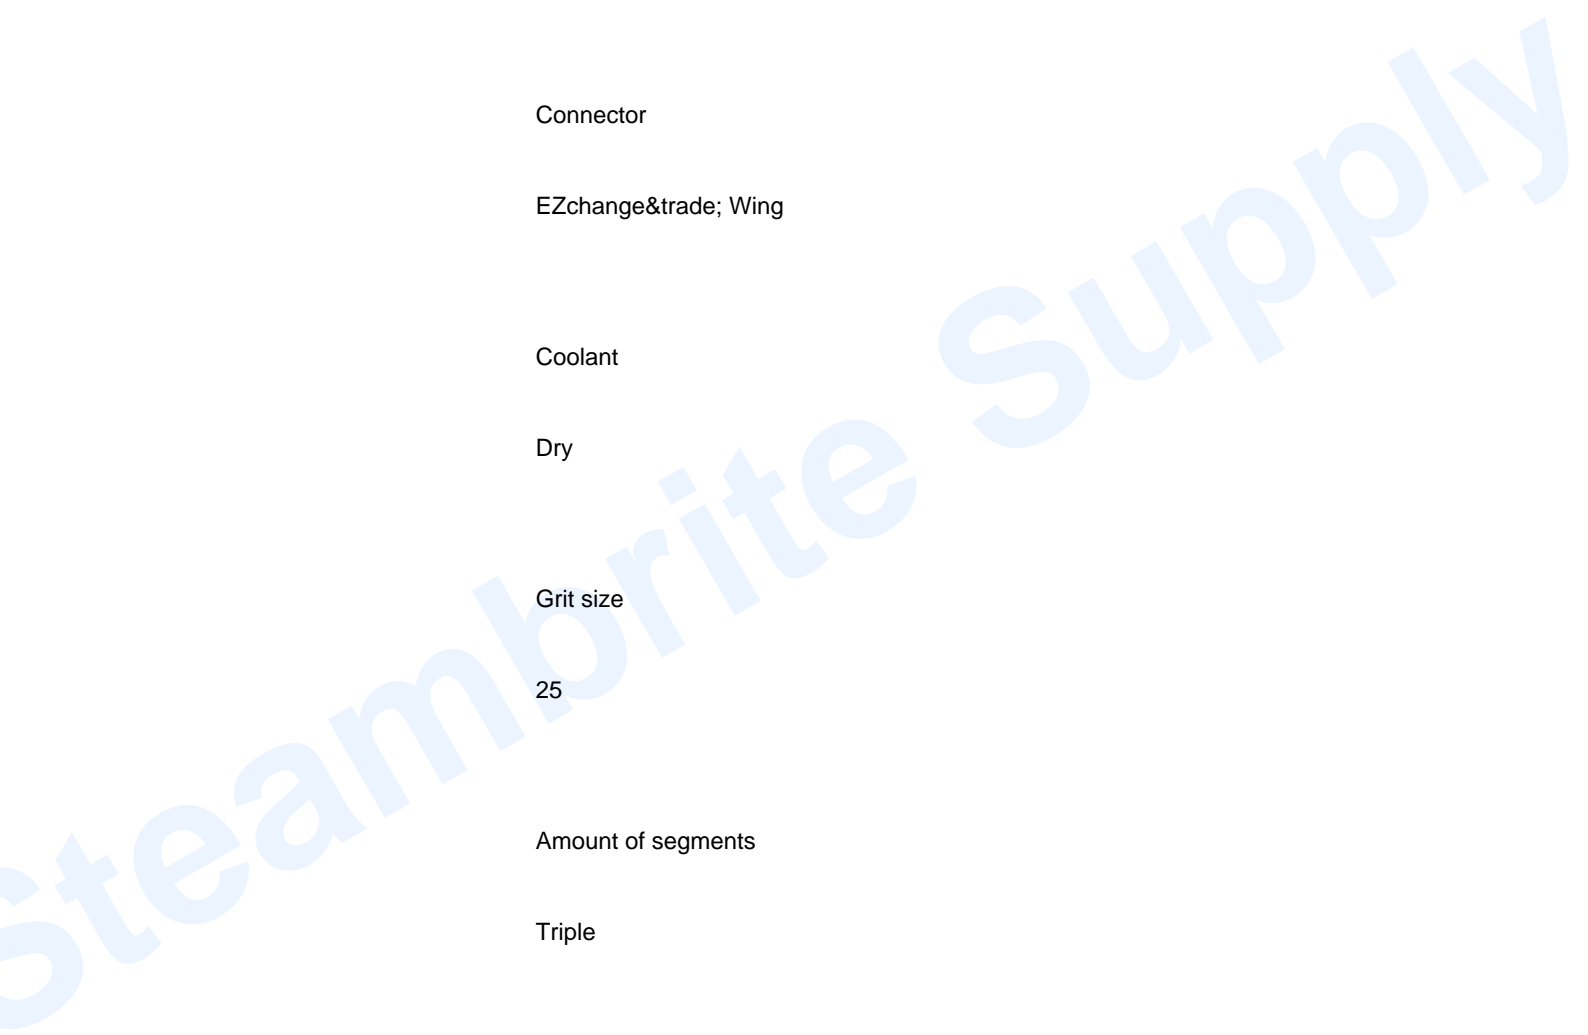 Connector
EZchange&trade; Wing
Coolant
Dry
Grit size
25
Amount of segments
Triple
Steambrite Supply